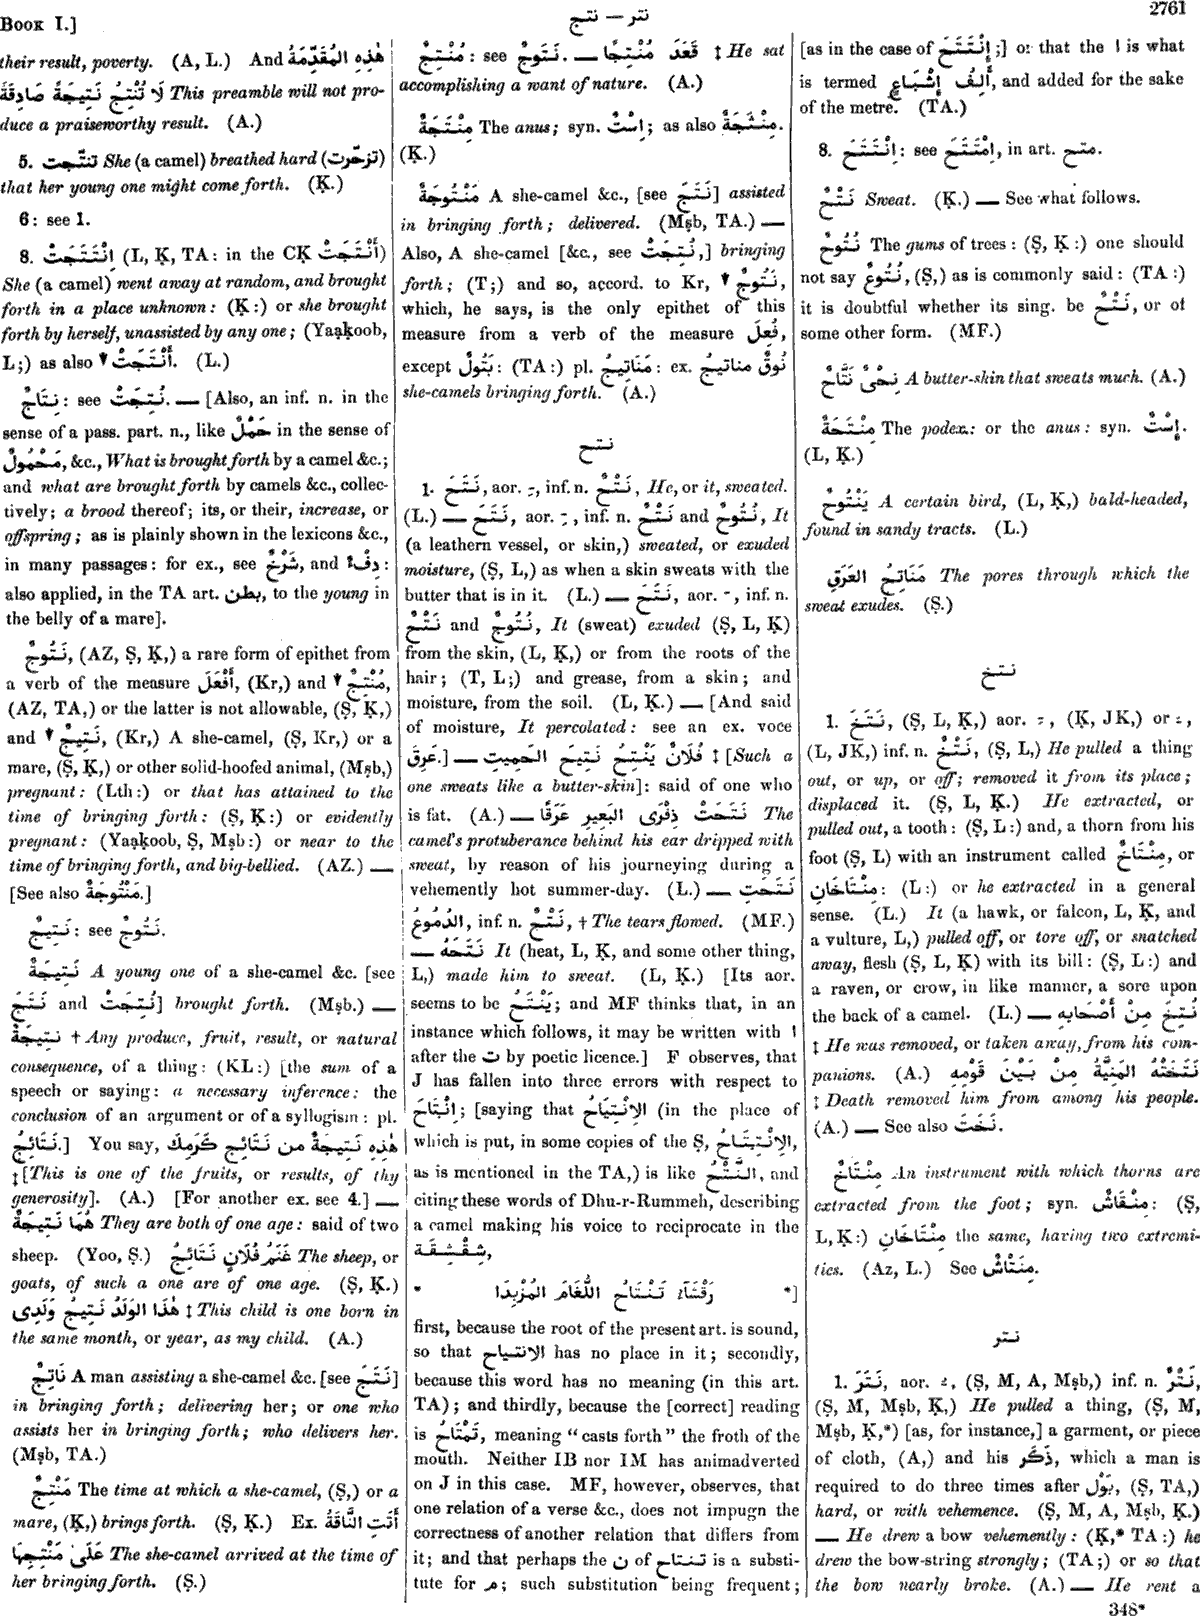 BOOK I.]
نتج — نتر
2761
their result, poverty. (A, L.) And هٰذِهِ المُقَدِّمَةُ
لَا تُنْتِجُ نَتِيجَةً صَادِقَةً This preamble will not pro-
duce a praiseworthy result. (A.)
5. تنتّجت She (a camel) breathed hard (تزحّرت)
that her young one might come forth. (Ḳ.)
6: see 1.
8. اِنْتَتَجَتْ (L, Ḳ, TA: in the CḲ أَنْتَجَتْ)
She (a camel) went away at random, and brought
forth in a place unknown: (Ḳ:) or she brought
forth by herself, unassisted by any one; (Yaạḳoob,
L;) as also ▼ أَنْتَجَتْ. (L.)
نِتَاجٌ: see نُتِجَتْ. — [Also, an inf. n. in the
sense of a pass. part. n., like حَمْلٌ in the sense of
مَحْمُولٌ, &c., What is brought forth by a camel &c.;
and what are brought forth by camels &c., collec-
tively; a brood thereof; its, or their, increase, or
offspring; as is plainly shown in the lexicons &c.,
in many passages: for ex., see شَرْخٌ, and دِفْءٌ:
also applied, in the TA art. بطن, to the young in
the belly of a mare].
نَتُوجٌ, (AZ, Ṣ, Ḳ,) a rare form of epithet from
a verb of the measure أَفْعَلَ, (Kr,) and ▼ مُنْتِجٌ,
(AZ, TA,) or the latter is not allowable, (Ṣ, Ḳ,)
and ▼ نَتِيجٌ, (Kr,) A she-camel, (Ṣ, Kr,) or a
mare, (Ṣ, Ḳ,) or other solid-hoofed animal, (Mṣb,)
pregnant: (Lth:) or that has attained to the
time of bringing forth: (Ṣ, Ḳ:) or evidently
pregnant: (Yaạḳoob, Ṣ, Mṣb:) or near to the
time of bringing forth, and big-bellied. (AZ.) —
[See also مَنْتُوجَةٌ.]
نَتِيجٌ: see نَتُوجٌ.
نَتِيجَةٌ A young one of a she-camel &c. [see
نَتَجَ and نُتِجَتْ] brought forth. (Mṣb.) —
نتيجةٌ † Any produce, fruit, result, or natural
consequence, of a thing: (KL:) [the sum of a
speech or saying: a necessary inference: the
conclusion of an argument or of a syllogism: pl.
نَتَائِجُ.] You say, هٰذِهِ نَتِيجَةٌ من نَتَائِجِ كَرَمِكَ
‡ [This is one of the fruits, or results, of thy
generosity]. (A.) [For another ex. see 4.] —
هُمَا نَتِيجَةٌ They are both of one age: said of two
sheep. (Yoo, Ṣ.) غَنَمُ فُلَانٍ نَتَائِجُ The sheep, or
goats, of such a one are of one age. (Ṣ, Ḳ.)
هٰذَا الوَلَدُ نَتِيجُ وَلَدِى ‡ This child is one born in
the same month, or year, as my child. (A.)
نَاتِجٌ A man assisting a she-camel &c. [see نَتَجَ]
in bringing forth; delivering her; or one who
assists her in bringing forth; who delivers her.
(Mṣb, TA.)
مَنْتِجٌ The time at which a she-camel, (Ṣ,) or a
mare, (Ḳ,) brings forth. (Ṣ, Ḳ.) Ex. أَتَتِ النَّاقَةُ
عَلَى مَنْتِجِهَا The she-camel arrived at the time of
her bringing forth. (Ṣ.)
مُنْتِجٌ: see نَتُوجٌ. — قَعَدَ مُنْتِجًا ‡ He sat
accomplishing a want of nature. (A.)
مِنْتَجَةٌ The anus; syn. اِسْتٌ; as also مِنْثَجَةٌ.
(Ḳ.)
مَنْتُوجَةٌ A she-camel &c., [see نَتَجَ] assisted
in bringing forth; delivered. (Mṣb, TA.) —
Also, A she-camel [&c., see نُتِجَتْ,] bringing
forth; (T;) and so, accord. to Kr, ▼ نَتُوجٌ,
which, he says, is the only epithet of this
measure from a verb of the measure فُعِلَ,
except بَتُولٌ: (TA:) pl. مَنَاتِيجُ: ex. نُوقٌ مناتيجُ
she-camels bringing forth. (A.)
نتح
1. نَتَحَ, aor. ـِ, inf. n. نَتْحٌ, He, or it, sweated.
(L.) — نَتَحَ, aor. ـِ, inf. n. نَتْحٌ and نُتُوحٌ, It
(a leathern vessel, or skin,) sweated, or exuded
moisture, (Ṣ, L,) as when a skin sweats with the
butter that is in it. (L.) — نَتَحَ, aor. ـِ, inf. n.
نَتْحٌ and نُتُوحٌ, It (sweat) exuded (Ṣ, L, Ḳ)
from the skin, (L, Ḳ,) or from the roots of the
hair; (T, L;) and grease, from a skin; and
moisture, from the soil. (L, Ḳ.) — [And said
of moisture, It percolated: see an ex. voce
عَرِقَ.] — فُلَانٌ يَنْتِحُ نَتِيحَ الحَمِيتِ ‡ [Such a
one sweats like a butter-skin]: said of one who
is fat. (A.) — نَتَحَتْ ذِفْرَى البَعِيرِ عَرَقًا The
camel's protuberance behind his ear dripped with
sweat, by reason of his journeying during a
vehemently hot summer-day. (L.) — نَتَحَتِ
الدُّمُوعُ, inf. n. نَتْحٌ, † The tears flowed. (MF.)
— نَتَحَهُ It (heat, L, Ḳ, and some other thing,
L,) made him to sweat. (L, Ḳ.) [Its aor.
seems to be يَنْتَحُ; and MF thinks that, in an
instance which follows, it may be written with ا
after the ت by poetic licence.] F observes, that
J has fallen into three errors with respect to
اِنْتَاحَ; [saying that الاِنْتِيَاحُ (in the place of
which is put, in some copies of the Ṣ, الاِنْتِتَاحُ,
as is mentioned in the TA,) is like النَّتْحُ, and
citing these words of Dhu-r-Rummeh, describing
a camel making his voice to reciprocate in the
شِقْشِقَة,
* رَقْشَآءَ تَنْتَاحُ اللُّغَامَ المُزْبِدَا *]
first, because the root of the present art. is sound,
so that الانتياح has no place in it; secondly,
because this word has no meaning (in this art.
TA); and thirdly, because the [correct] reading
is تَمْتَاحُ, meaning “casts forth” the froth of the
mouth. Neither IB nor IM has animadverted
on J in this case. MF, however, observes, that
one relation of a verse &c., does not impugn the
correctness of another relation that differs from
it; and that perhaps the ن of تنتاح is a substi-
tute for م; such substitution being frequent;
[as in the case of اِنْتَتَحَ;] or that the ا is what
is termed أَلِفُ إِشْبَاعٍ, and added for the sake
of the metre. (TA.)
8. اِنْتَتَحَ: see اِمْتَتَحَ, in art. متح.
نَتْحٌ Sweat. (Ḳ.) — See what follows.
نُتُوحٌ The gums of trees: (Ṣ, Ḳ:) one should
not say نُتُوعٌ, (Ṣ,) as is commonly said: (TA:)
it is doubtful whether its sing. be نَتْحٌ, or of
some other form. (MF.)
نِحْىٌ نَتَّاحٌ A butter-skin that sweats much. (A.)
مِنْتَحَةٌ The podex: or the anus: syn. اِسْتٌ.
(L, Ḳ.)
يَنْتُوحٌ A certain bird, (L, Ḳ,) bald-headed,
found in sandy tracts. (L.)
مَنَاتِحُ العَرَقِ The pores through which the
sweat exudes. (Ṣ.)
نتخ
1. نَتَخَ, (Ṣ, L, Ḳ,) aor. ـِ, (Ḳ, JK,) or ـُ,
(L, JK,) inf. n. نَتْخٌ, (Ṣ, L,) He pulled a thing
out, or up, or off; removed it from its place;
displaced it. (Ṣ, L, Ḳ.) He extracted, or
pulled out, a tooth: (Ṣ, L:) and, a thorn from his
foot (Ṣ, L) with an instrument called مِنْتَاخٌ, or
مِنْتَاخَانِ: (L:) or he extracted in a general
sense. (L.) It (a hawk, or falcon, L, Ḳ, and
a vulture, L,) pulled off, or tore off, or snatched
away, flesh (Ṣ, L, Ḳ) with its bill: (Ṣ, L:) and
a raven, or crow, in like manner, a sore upon
the back of a camel. (L.) — نُتِخَ مِنْ أَصْحَابِهِ
‡ He was removed, or taken away, from his com-
panions. (A.) نَتَخَتْهُ المَنِيَّةُ مِنْ بَيْنِ قَوْمِهِ
‡ Death removed him from among his people.
(A.) — See also نَخَتَ.
مِنْتَاخٌ An instrument with which thorns are
extracted from the foot; syn. مِنْقَاشٌ: (Ṣ,
L, Ḳ:) مِنْتَاخَانِ the same, having two extremi-
ties. (Az, L.) See مِنْتَاشٌ.
نتر
1. نَتَرَ, aor. ـُ, (Ṣ, M, A, Mṣb,) inf. n. نَتْرٌ,
(Ṣ, M, Mṣb, Ḳ,) He pulled a thing, (Ṣ, M,
Mṣb, Ḳ,*) [as, for instance,] a garment, or piece
of cloth, (A,) and his ذَكَر, which a man is
required to do three times after بَوْل, (Ṣ, TA,)
hard, or with vehemence. (Ṣ, M, A, Mṣb, Ḳ.)
— He drew a bow vehemently: (Ḳ,* TA:) he
drew the bow-string strongly; (TA;) or so that
the bow nearly broke. (A.) — He rent a
348*